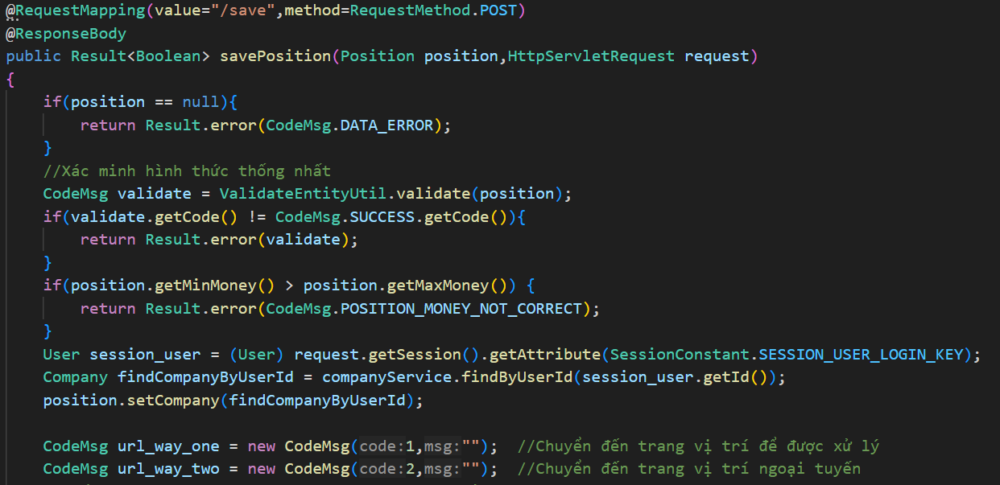 @RequestMapping(value="/save",method=RequestMethod.POST)
@ResponseBody
public Result<Boolean> savePosition(Position position,HttpServletRequest request)
{
    if(position == null){
        return Result.error(CodeMsg.DATA_ERROR);
    }
    //Xác minh hình thức thống nhất
    CodeMsg validate = ValidateEntityUtil.validate(position);
    if(validate.getCode() != CodeMsg.SUCCESS.getCode()){
        return Result.error(validate);
    }
    if(position.getMinMoney() > position.getMaxMoney()) {
        return Result.error(CodeMsg.POSITION_MONEY_NOT_CORRECT);
    }
    User session_user = (User) request.getSession().getAttribute(SessionConstant.SESSION_USER_LOGIN_KEY);
    Company findCompanyByUserId = companyService.findByUserId(session_user.getId());
    position.setCompany(findCompanyByUserId);
    CodeMsg url_way_one = new CodeMsg(code:1,msg:"");  //Chuyển đến trang vị trí để được xử lý
    CodeMsg url_way_two = new CodeMsg(code:2,msg:"");  //Chuyển đến trang vị trí ngoại tuyến